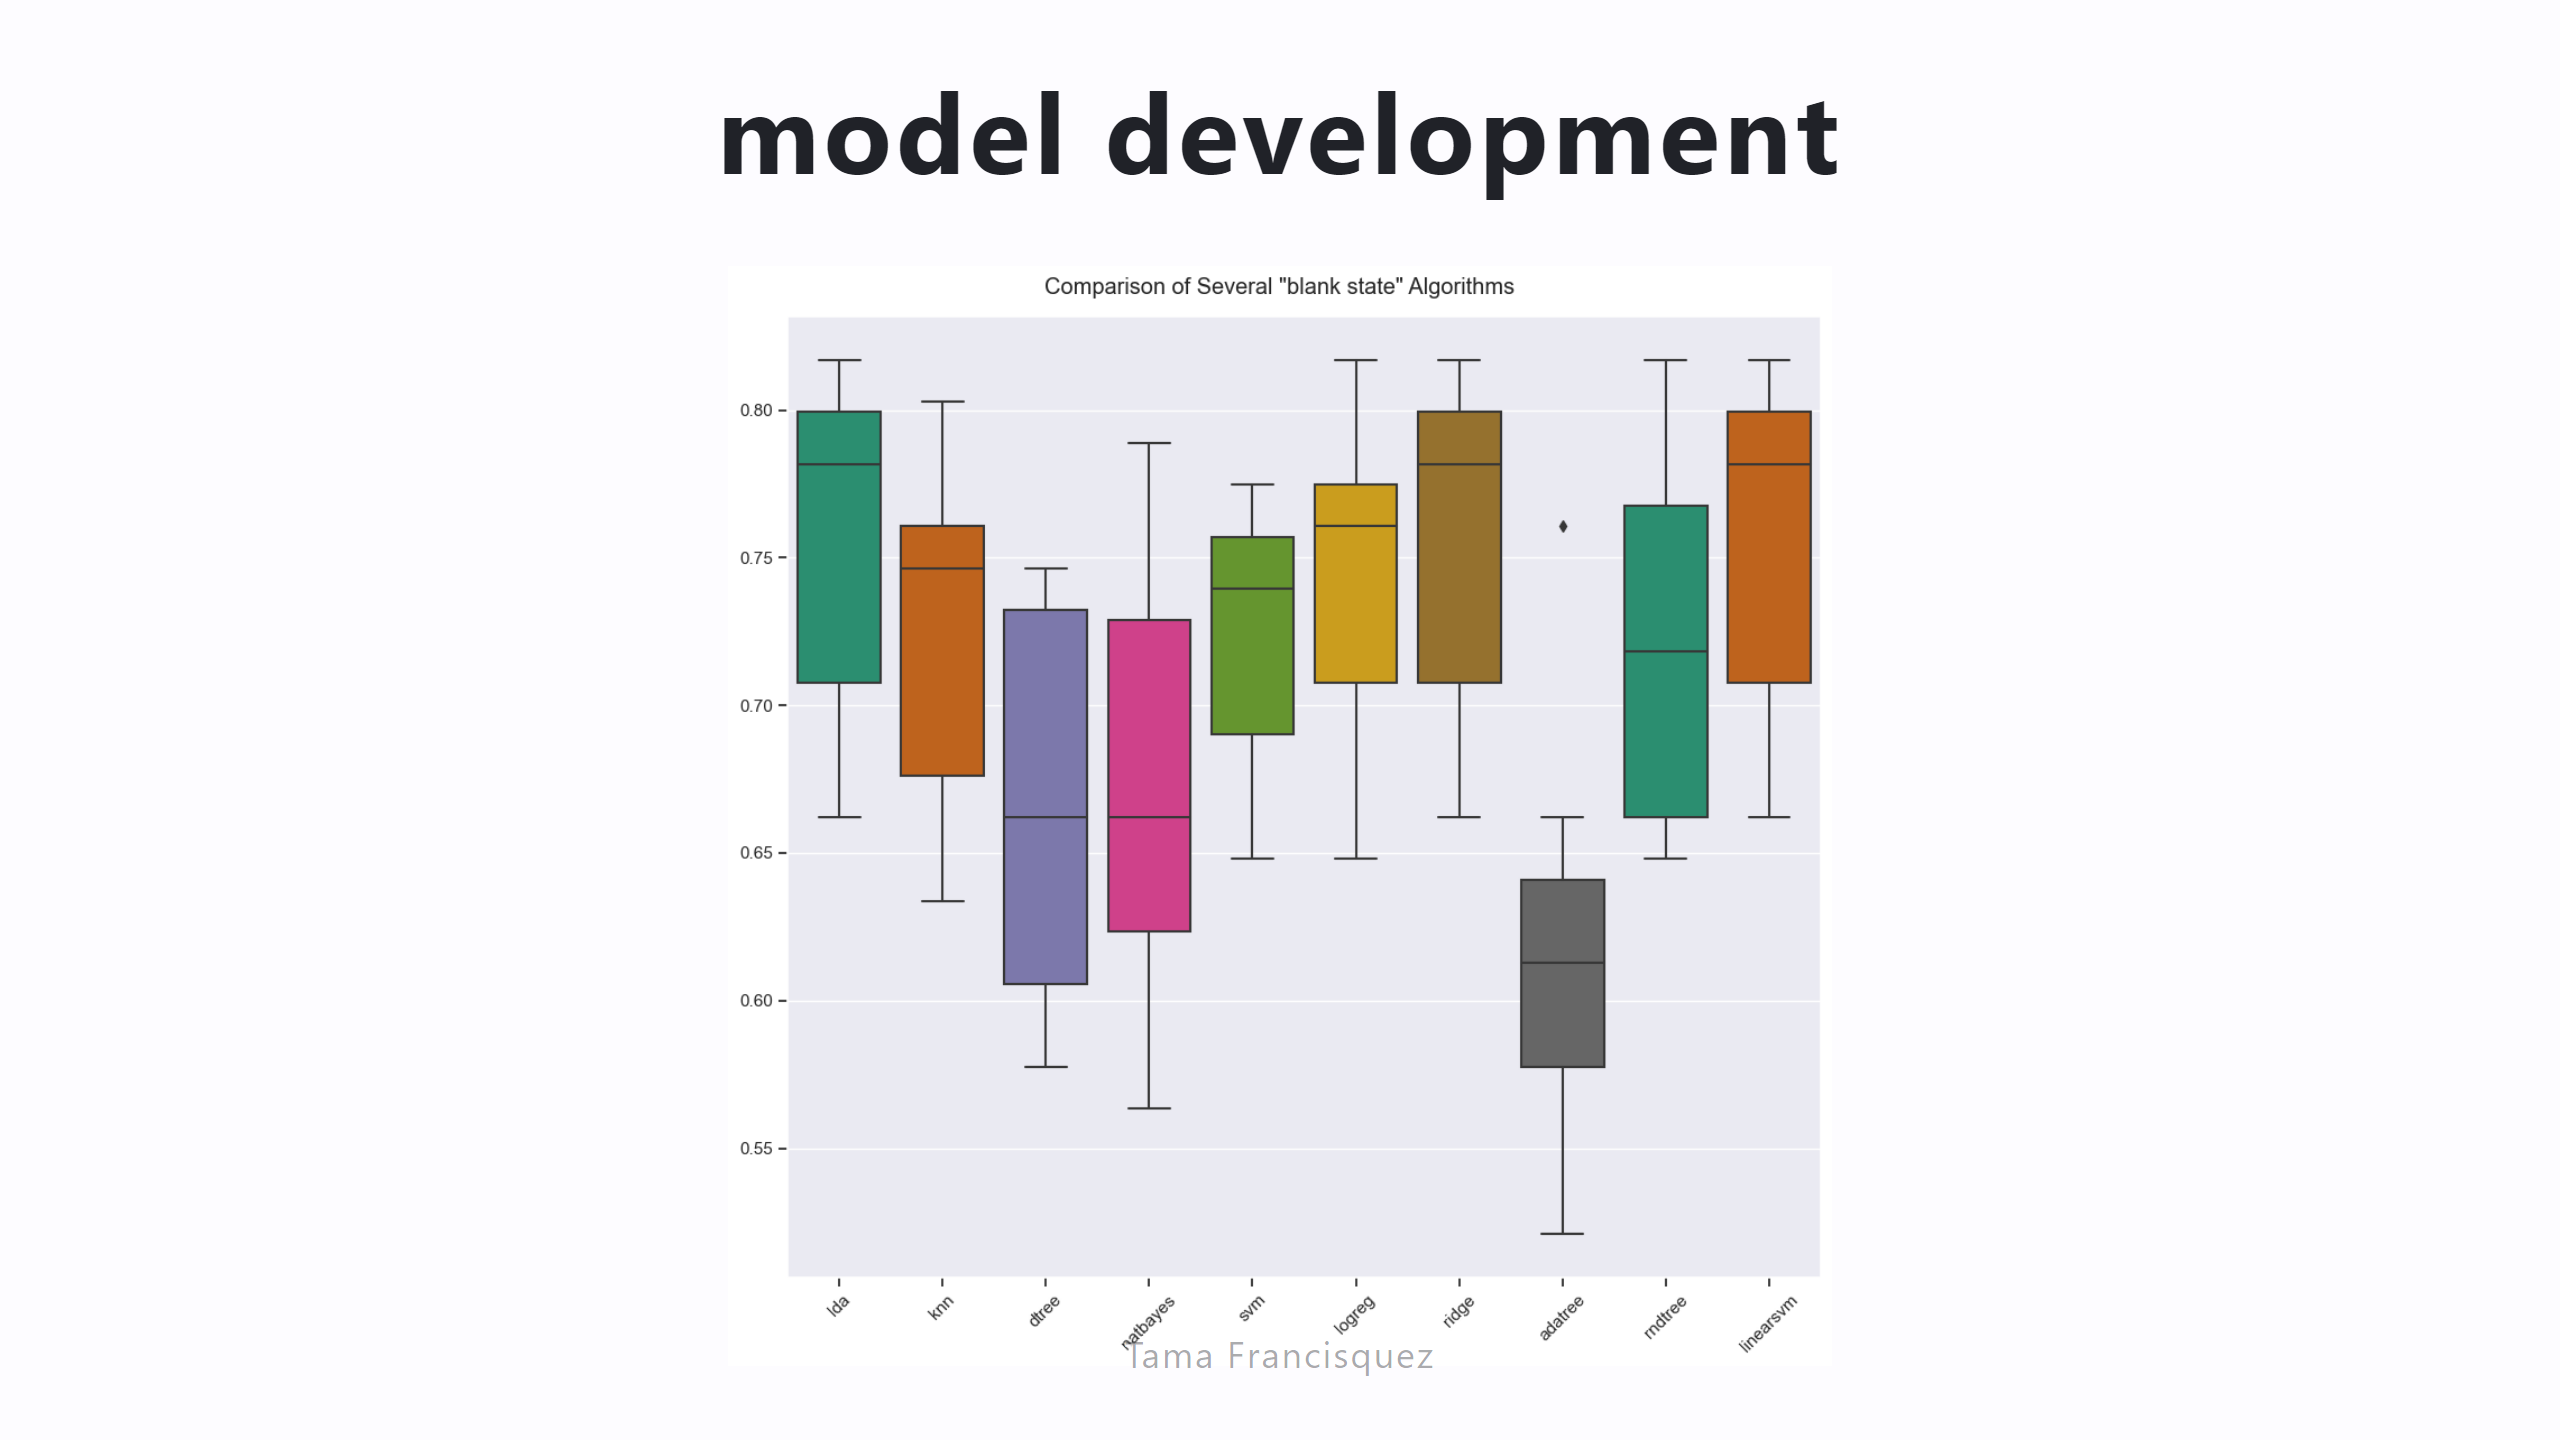 model development
Comparison of Several "blank state" Algorithms
0.80
0.75
0.70
0.65
0.60
0.55
lda
knn
dtree
natbayes
svm
logreg
ridge
adatree
rndtree
linearsvm
Tama Francisquez